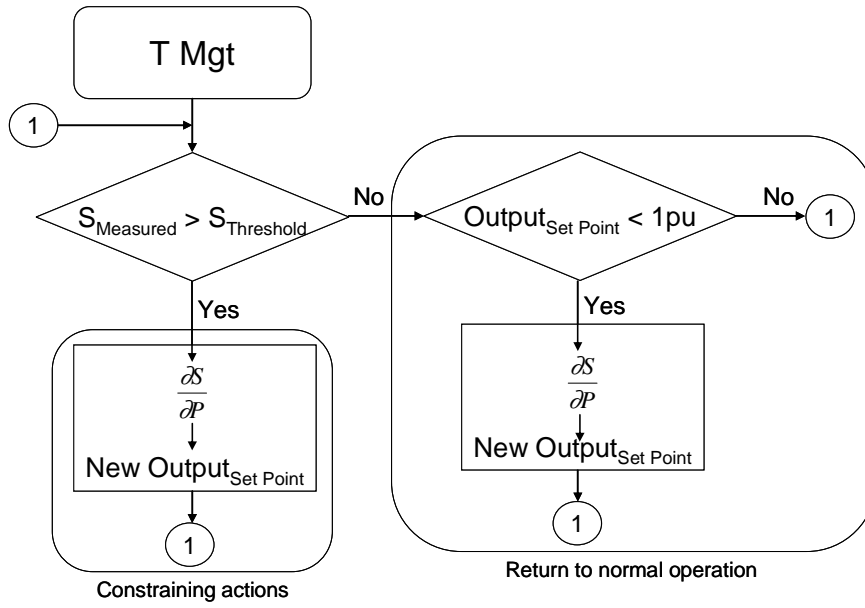 T Mgt
1
S_Measured > S_Threshold
No
Output_Set Point < 1pu
No
1
Yes
Yes
∂S/∂P
New Output_Set Point
1
∂S/∂P
New Output_Set Point
1
Constraining actions
Return to normal operation